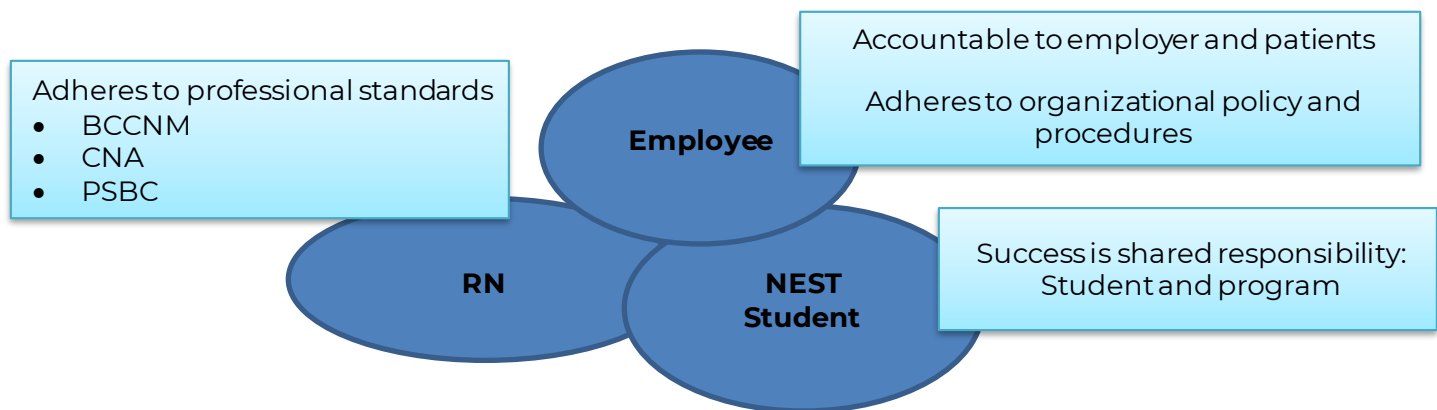 Adheres to professional standards
• BCCNM
• CNA
• PSBC
Employee
Accountable to employer and patients
Adheres to organizational policy and
procedures
RN
NEST
Student
Success is shared responsibility:
Student and program